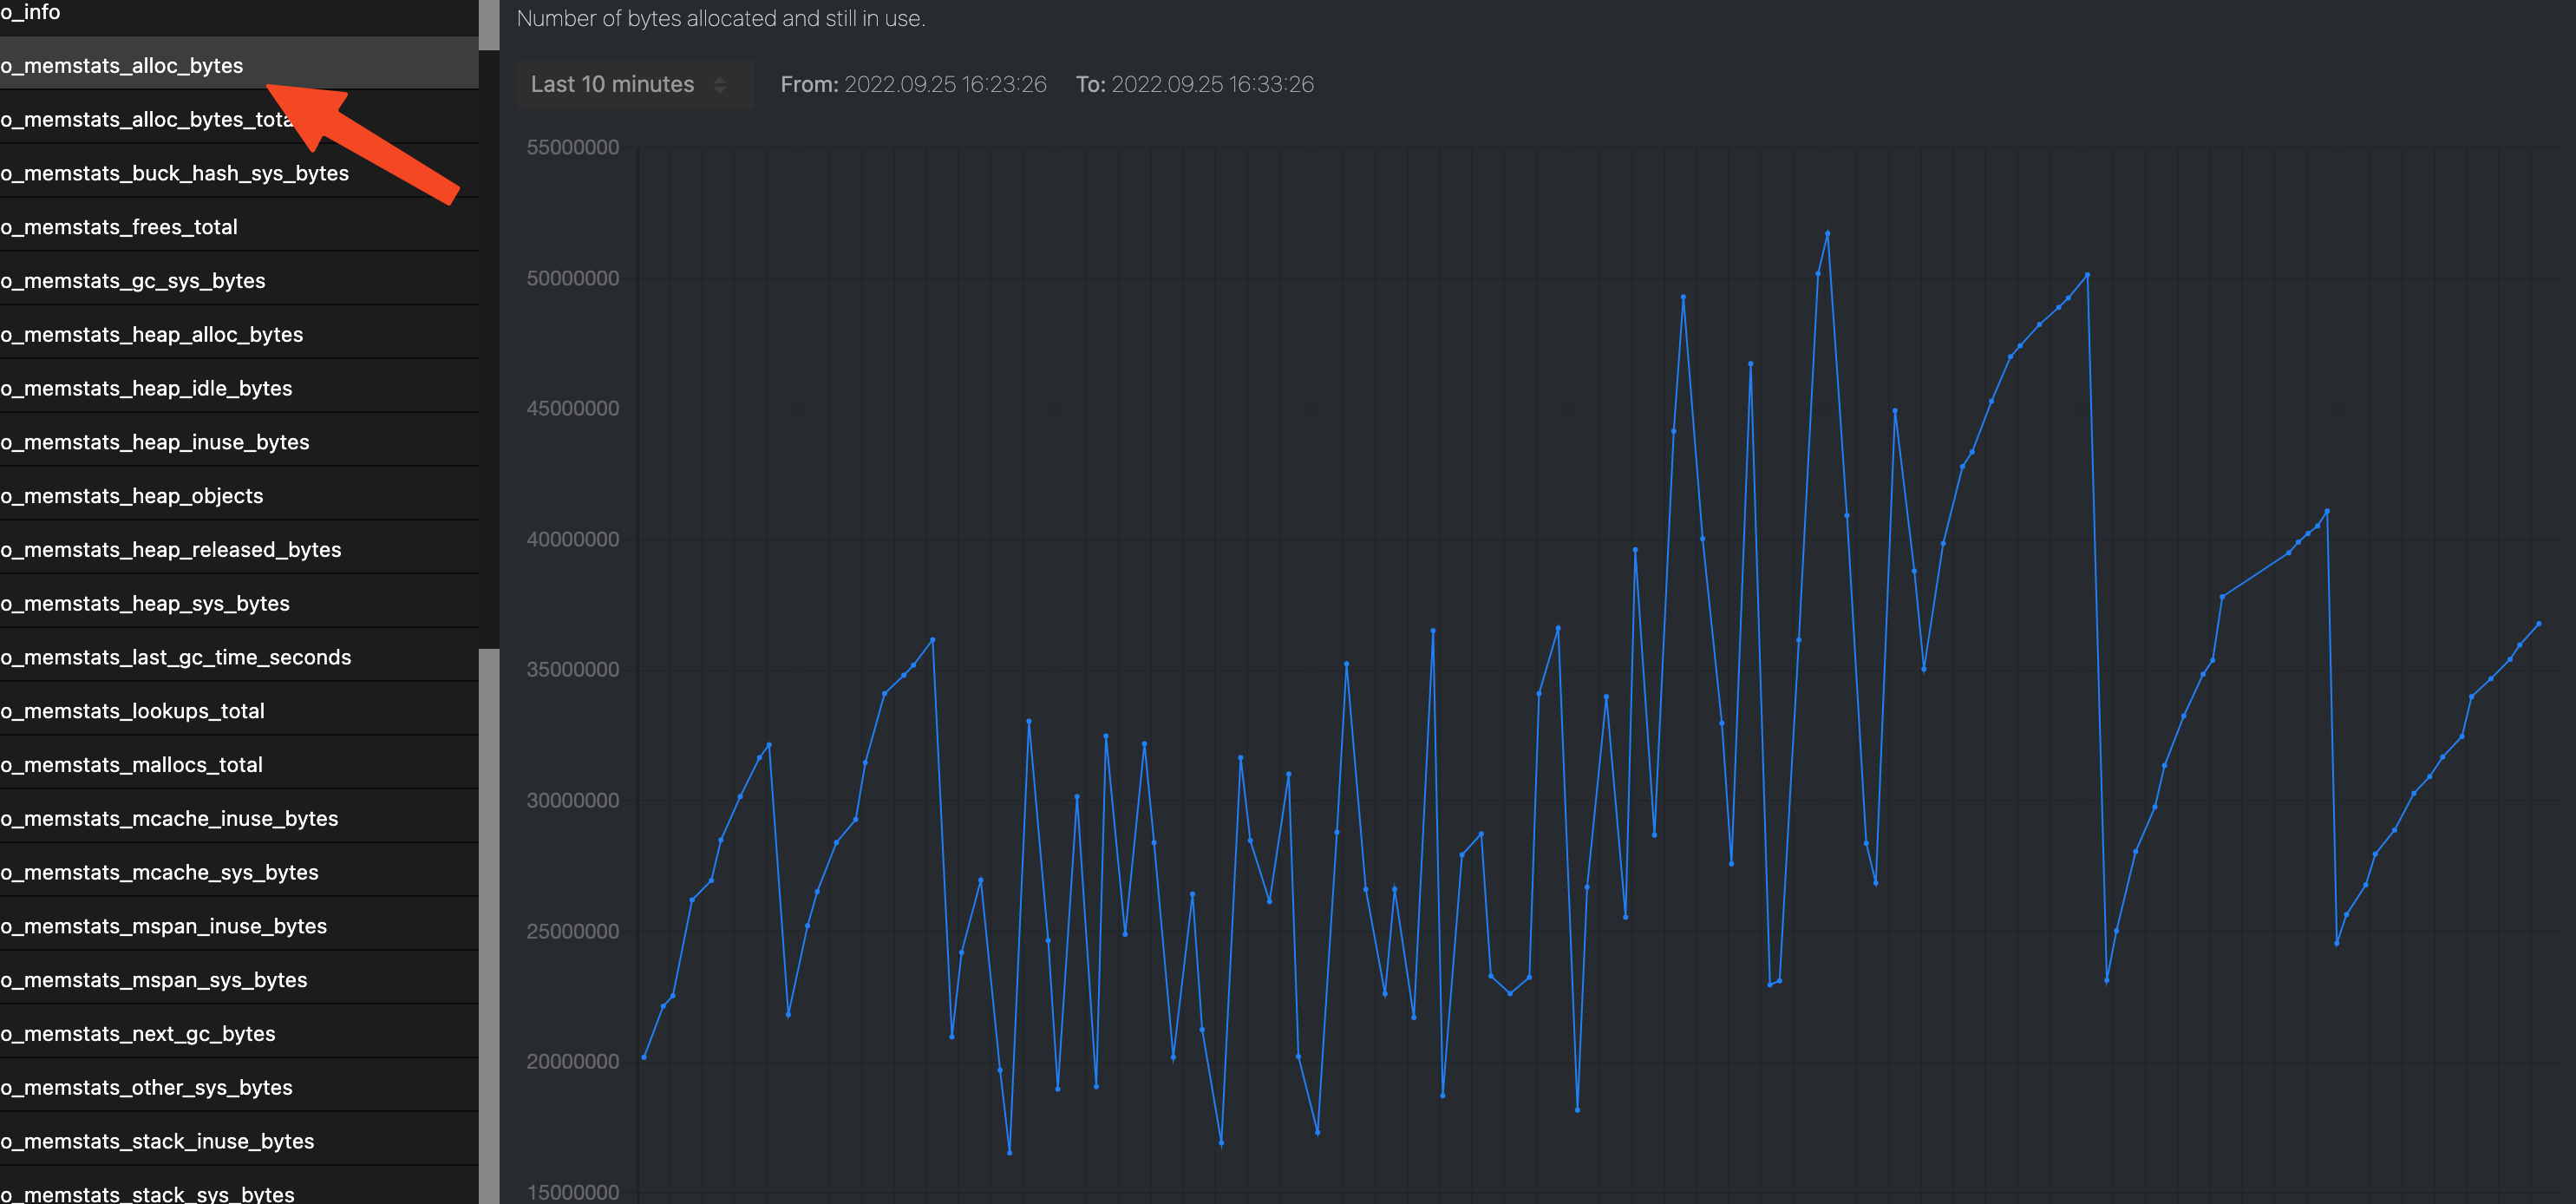 o_info
o_memstats_alloc_bytes
o_memstats_alloc_bytes_tota
o_memstats_buck_hash_sys_bytes
o_memstats_frees_total
o_memstats_gc_sys_bytes
o_memstats_heap_alloc_bytes
o_memstats_heap_idle_bytes
o_memstats_heap_inuse_bytes
o_memstats_heap_objects
o_memstats_heap_released_bytes
o_memstats_heap_sys_bytes
o_memstats_last_gc_time_seconds
o_memstats_lookups_total
o_memstats_mallocs_total
o_memstats_mcache_inuse_bytes
o_memstats_mcache_sys_bytes
o_memstats_mspan_inuse_bytes
o_memstats_mspan_sys_bytes
o_memstats_next_gc_bytes
o_memstats_other_sys_bytes
o_memstats_stack_inuse_bytes
o_memstats_stack_sys_bytes
Number of bytes allocated and still in use.
Last 10 minutes From: 2022.09.25 16:23:26 To: 2022.09.25 16:33:26
55000000
50000000
45000000
40000000
35000000
30000000
25000000
20000000
15000000